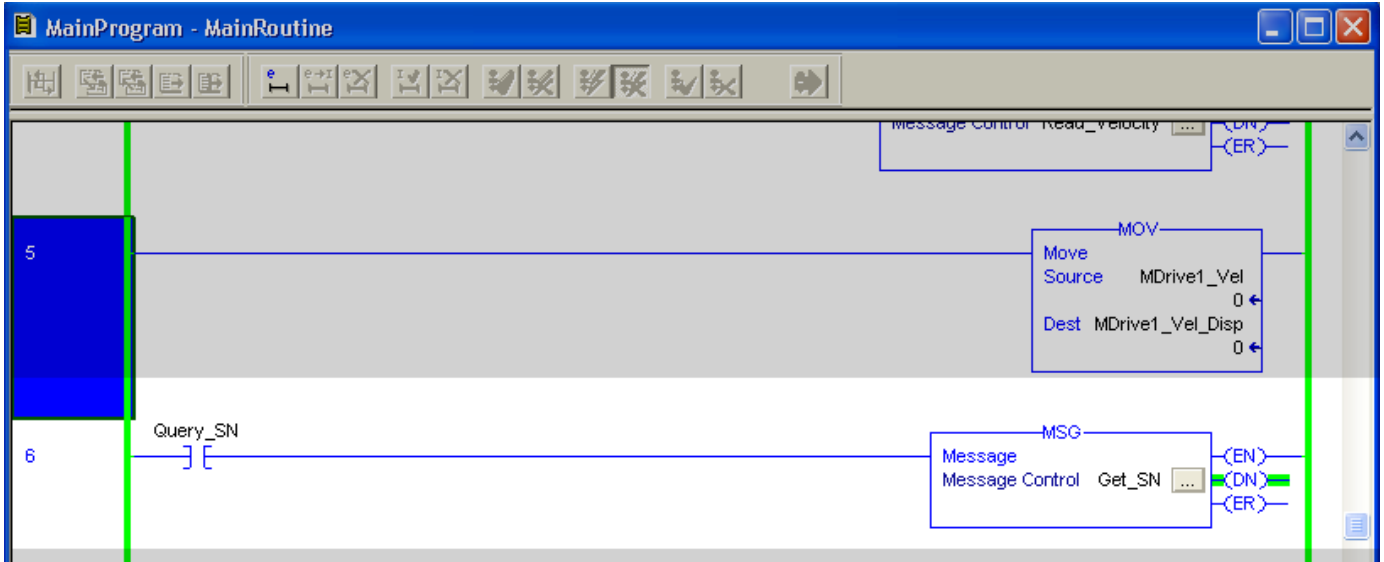 MainProgram - MainRoutine
Message Control Read_Velocity ... (DN)
(ER)
MOV
5
Move
Source MDrive1_Vel
0
Dest MDrive1_Vel_Disp
0
Query_SN
MSG
6
Message (EN)
Message Control Get_SN ... (DN)
(ER)